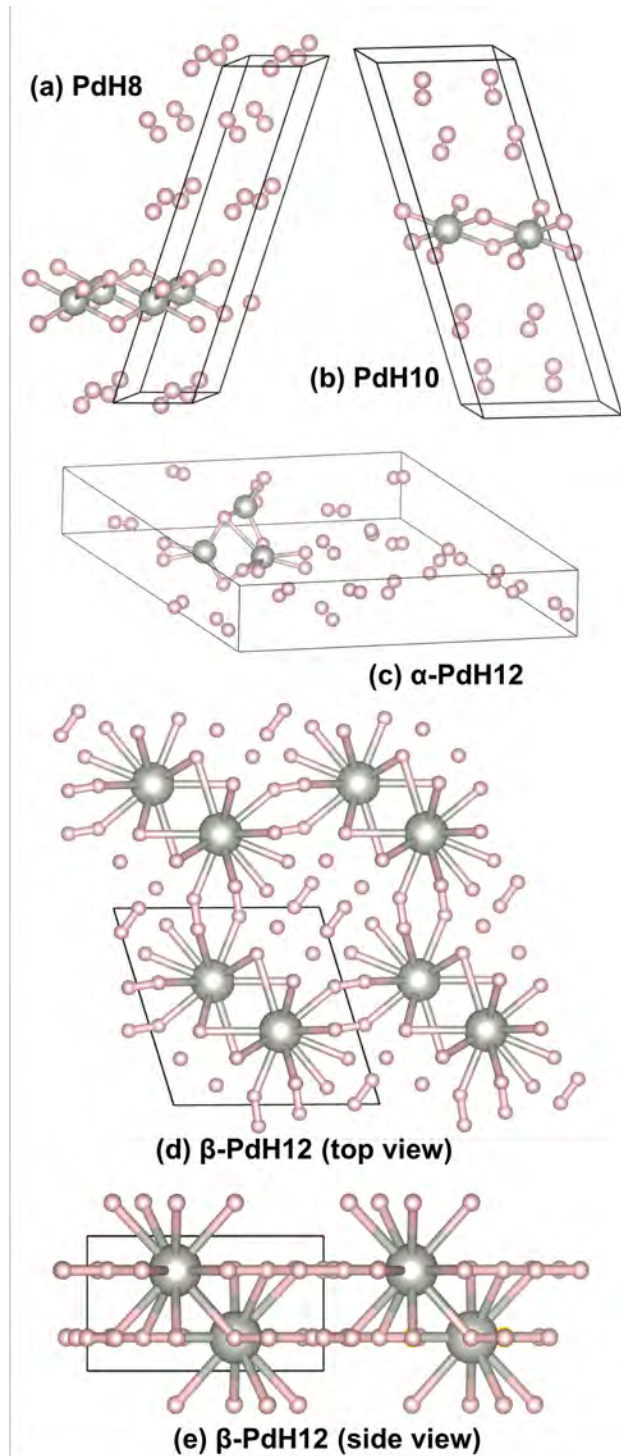 (a) PdH8
(b) PdH10
(c) α-PdH12
(d) β-PdH12 (top view)
(e) β-PdH12 (side view)